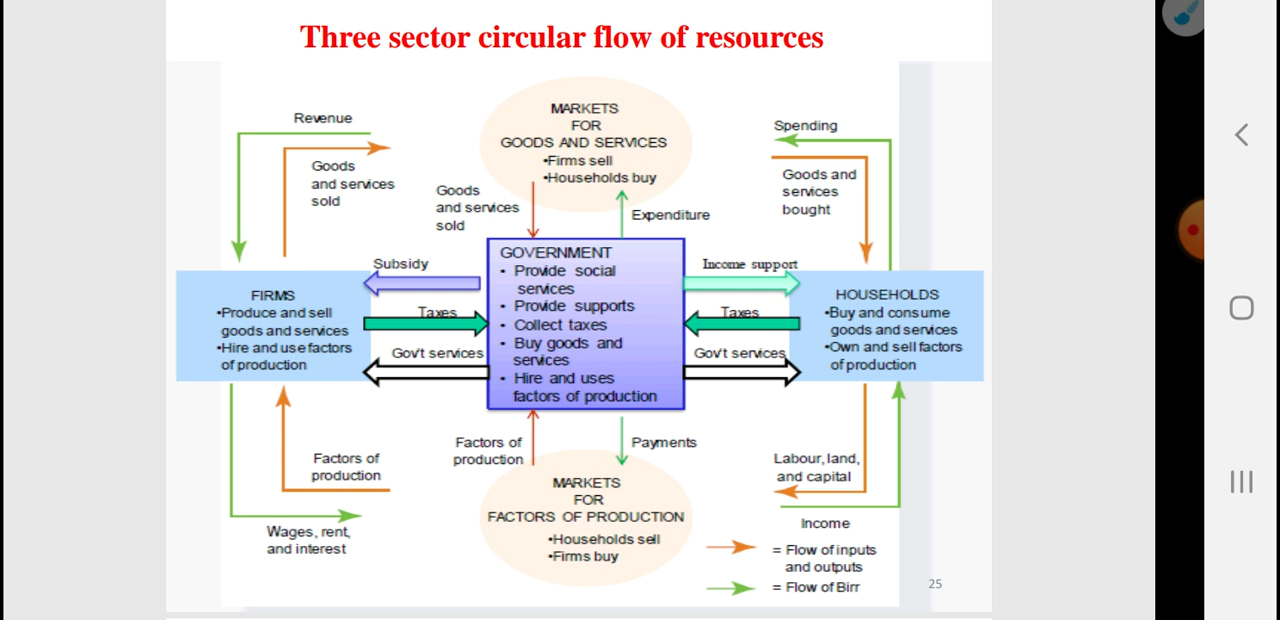 Three sector circular flow of resources
MARKETS
FOR
GOODS AND SERVICES
•Firms sell
•Households buy
Revenue
Goods
and services
sold
Goods
and services
sold
Expenditure
Spending
Goods and
services
bought
Subsidy
Taxes
Gov't services
GOVERNMENT
• Provide social
services
• Provide supports
• Collect taxes
• Buy goods and
services
• Hire and uses
factors of production
Income support
Taxes
Gov't services
FIRMS
•Produce and sell
goods and services
•Hire and use factors
of production
HOUSEHOLDS
•Buy and consume
goods and services
•Own and sell factors
of production
Factors of
production
Wages, rent,
and interest
Factors of
production
Payments
Labour, land,
and capital
Income
MARKETS
FOR
FACTORS OF PRODUCTION
•Households sell
•Firms buy
= Flow of inputs
and outputs
= Flow of Birr
25